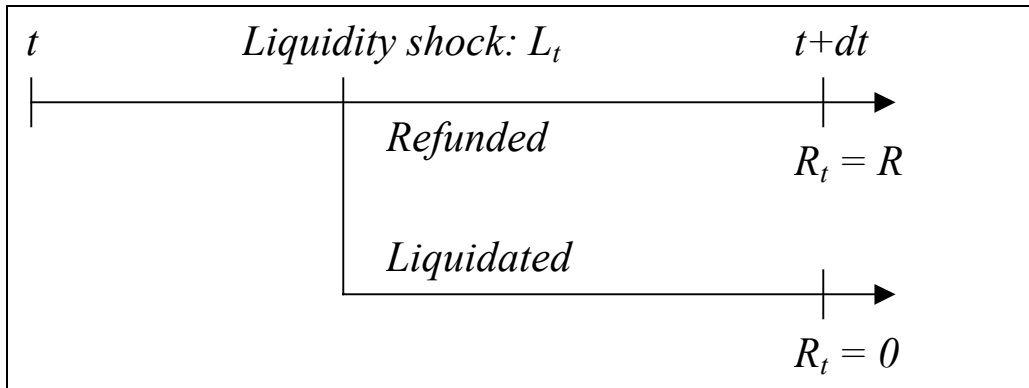 t Liquidity shock: L_t t+dt
Refunded
R_t = R
Liquidated
R_t = 0